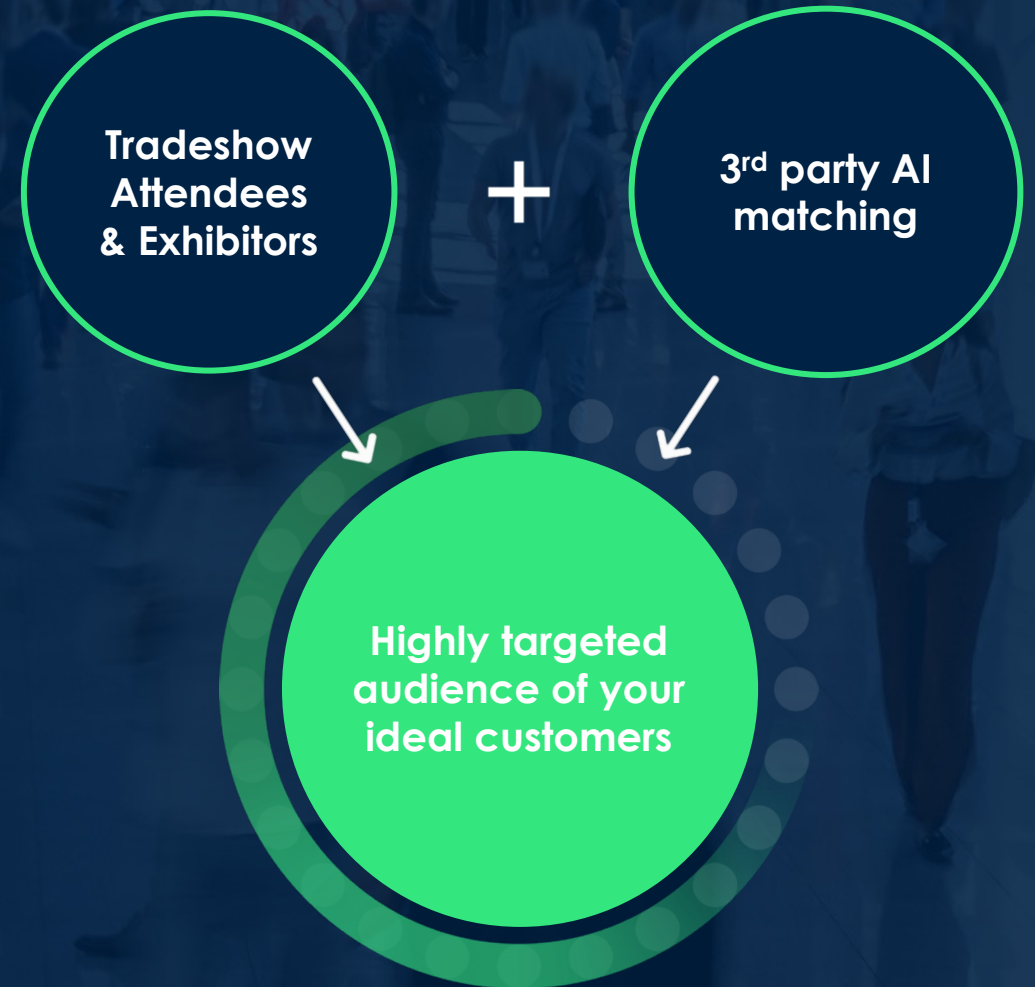 Tradeshow
Attendees
& Exhibitors
+
3rd party AI
matching
Highly targeted
audience of your
ideal customers